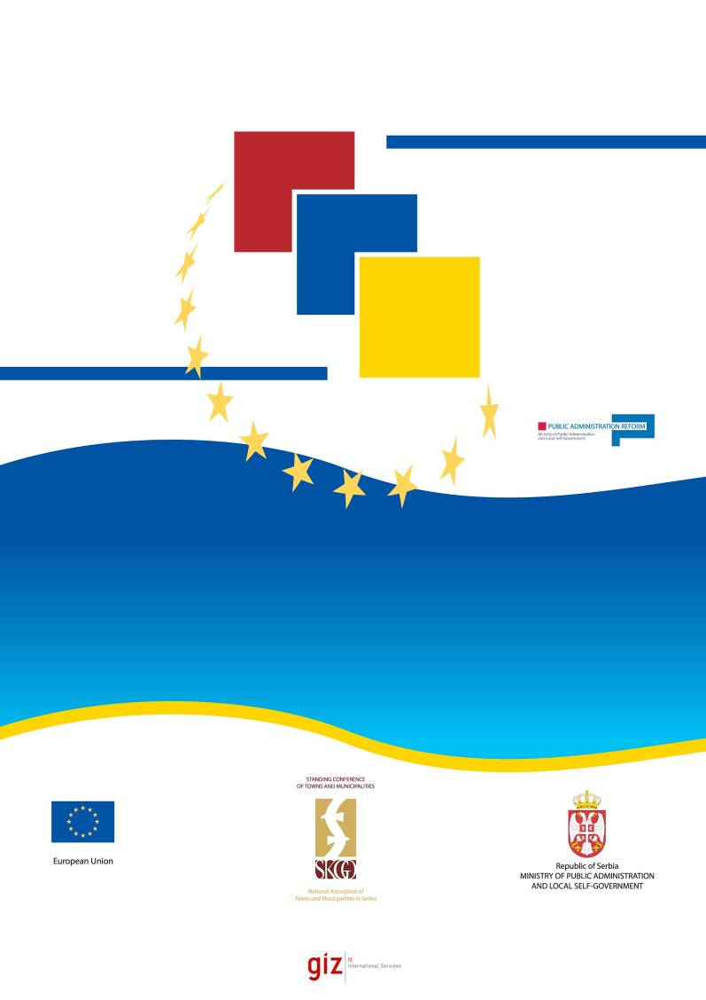 PUBLIC ADMINISTRATION REFORM
Ministry of Public Administration
and Local Self-Government
STANDING CONFERENCE
OF TOWNS AND MUNICIPALITIES
SKGO
National Association of
Towns and Municipalities in Serbia
European Union
Republic of Serbia
MINISTRY OF PUBLIC ADMINISTRATION
AND LOCAL SELF-GOVERNMENT
giz
IS
International Services